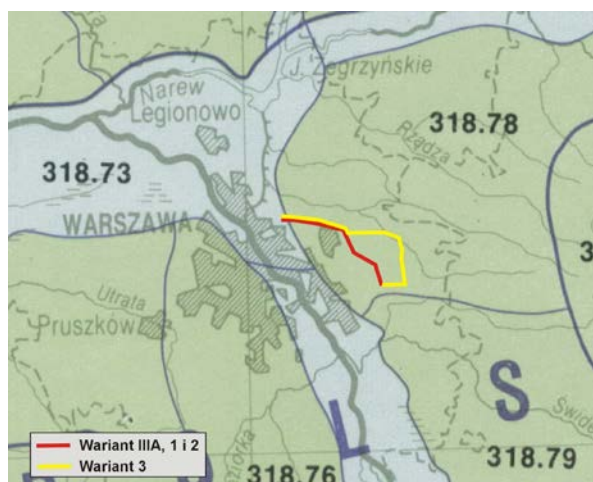 J. Zegrzyńskie
Narew
Legionowo
318.78
Rządza
318.73
WARSZAWA
3
Utrata
Pruszków
S
L
Świde
318.79
318.76
Wariant IIIA, 1 i 2
Wariant 3